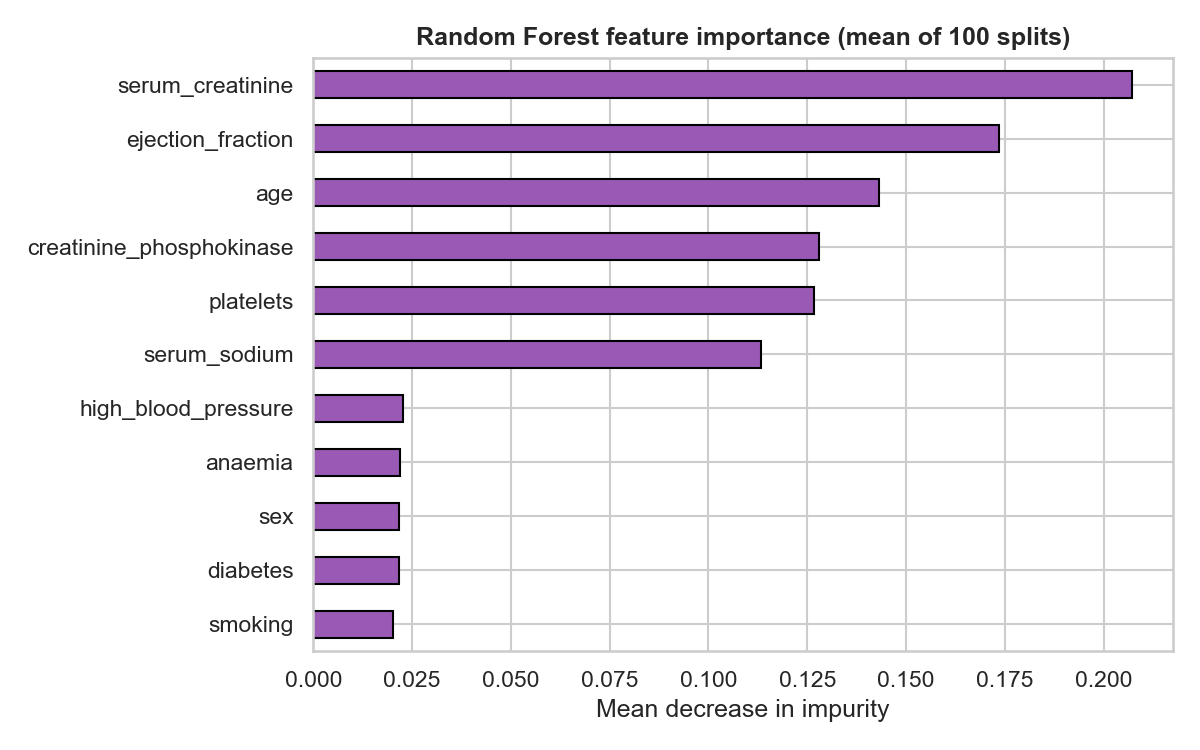 Random Forest feature importance (mean of 100 splits)
serum_creatinine
ejection_fraction
age
creatinine_phosphokinase
platelets
serum_sodium
high_blood_pressure
anaemia
sex
diabetes
smoking
0.000 0.025 0.050 0.075 0.100 0.125 0.150 0.175 0.200
Mean decrease in impurity